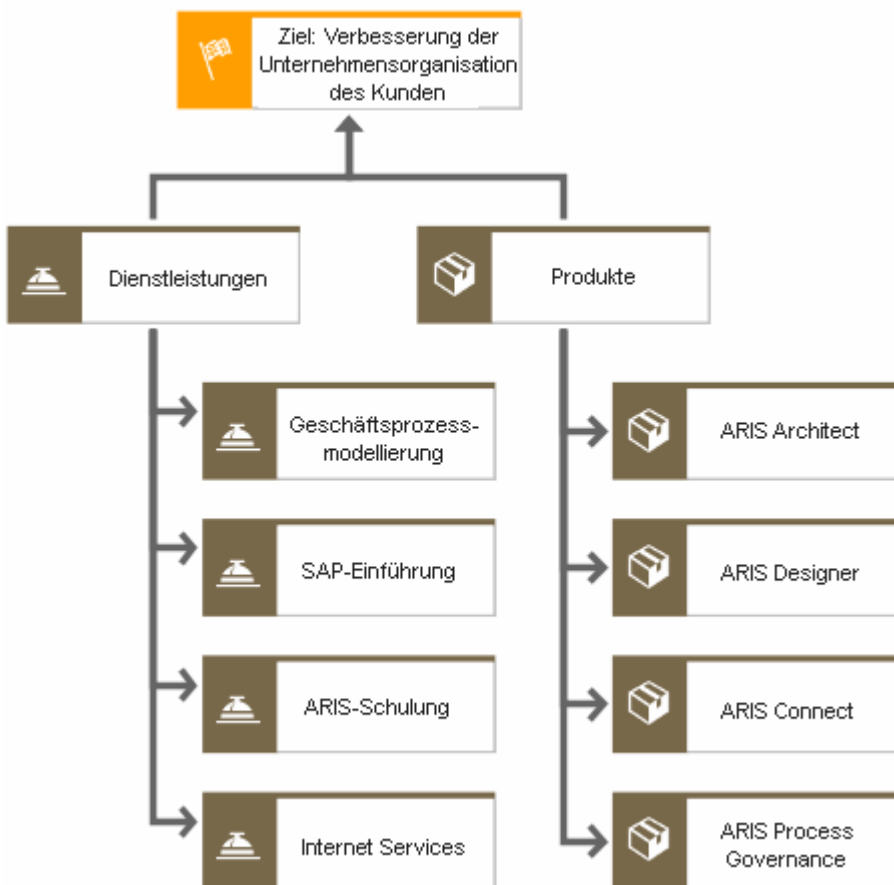 Ziel: Verbesserung der
Unternehmensorganisation
des Kunden
Dienstleistungen
Produkte
Geschäftsprozess-
modellierung
SAP-Einführung
ARIS-Schulung
Internet Services
ARIS Architect
ARIS Designer
ARIS Connect
ARIS Process
Governance